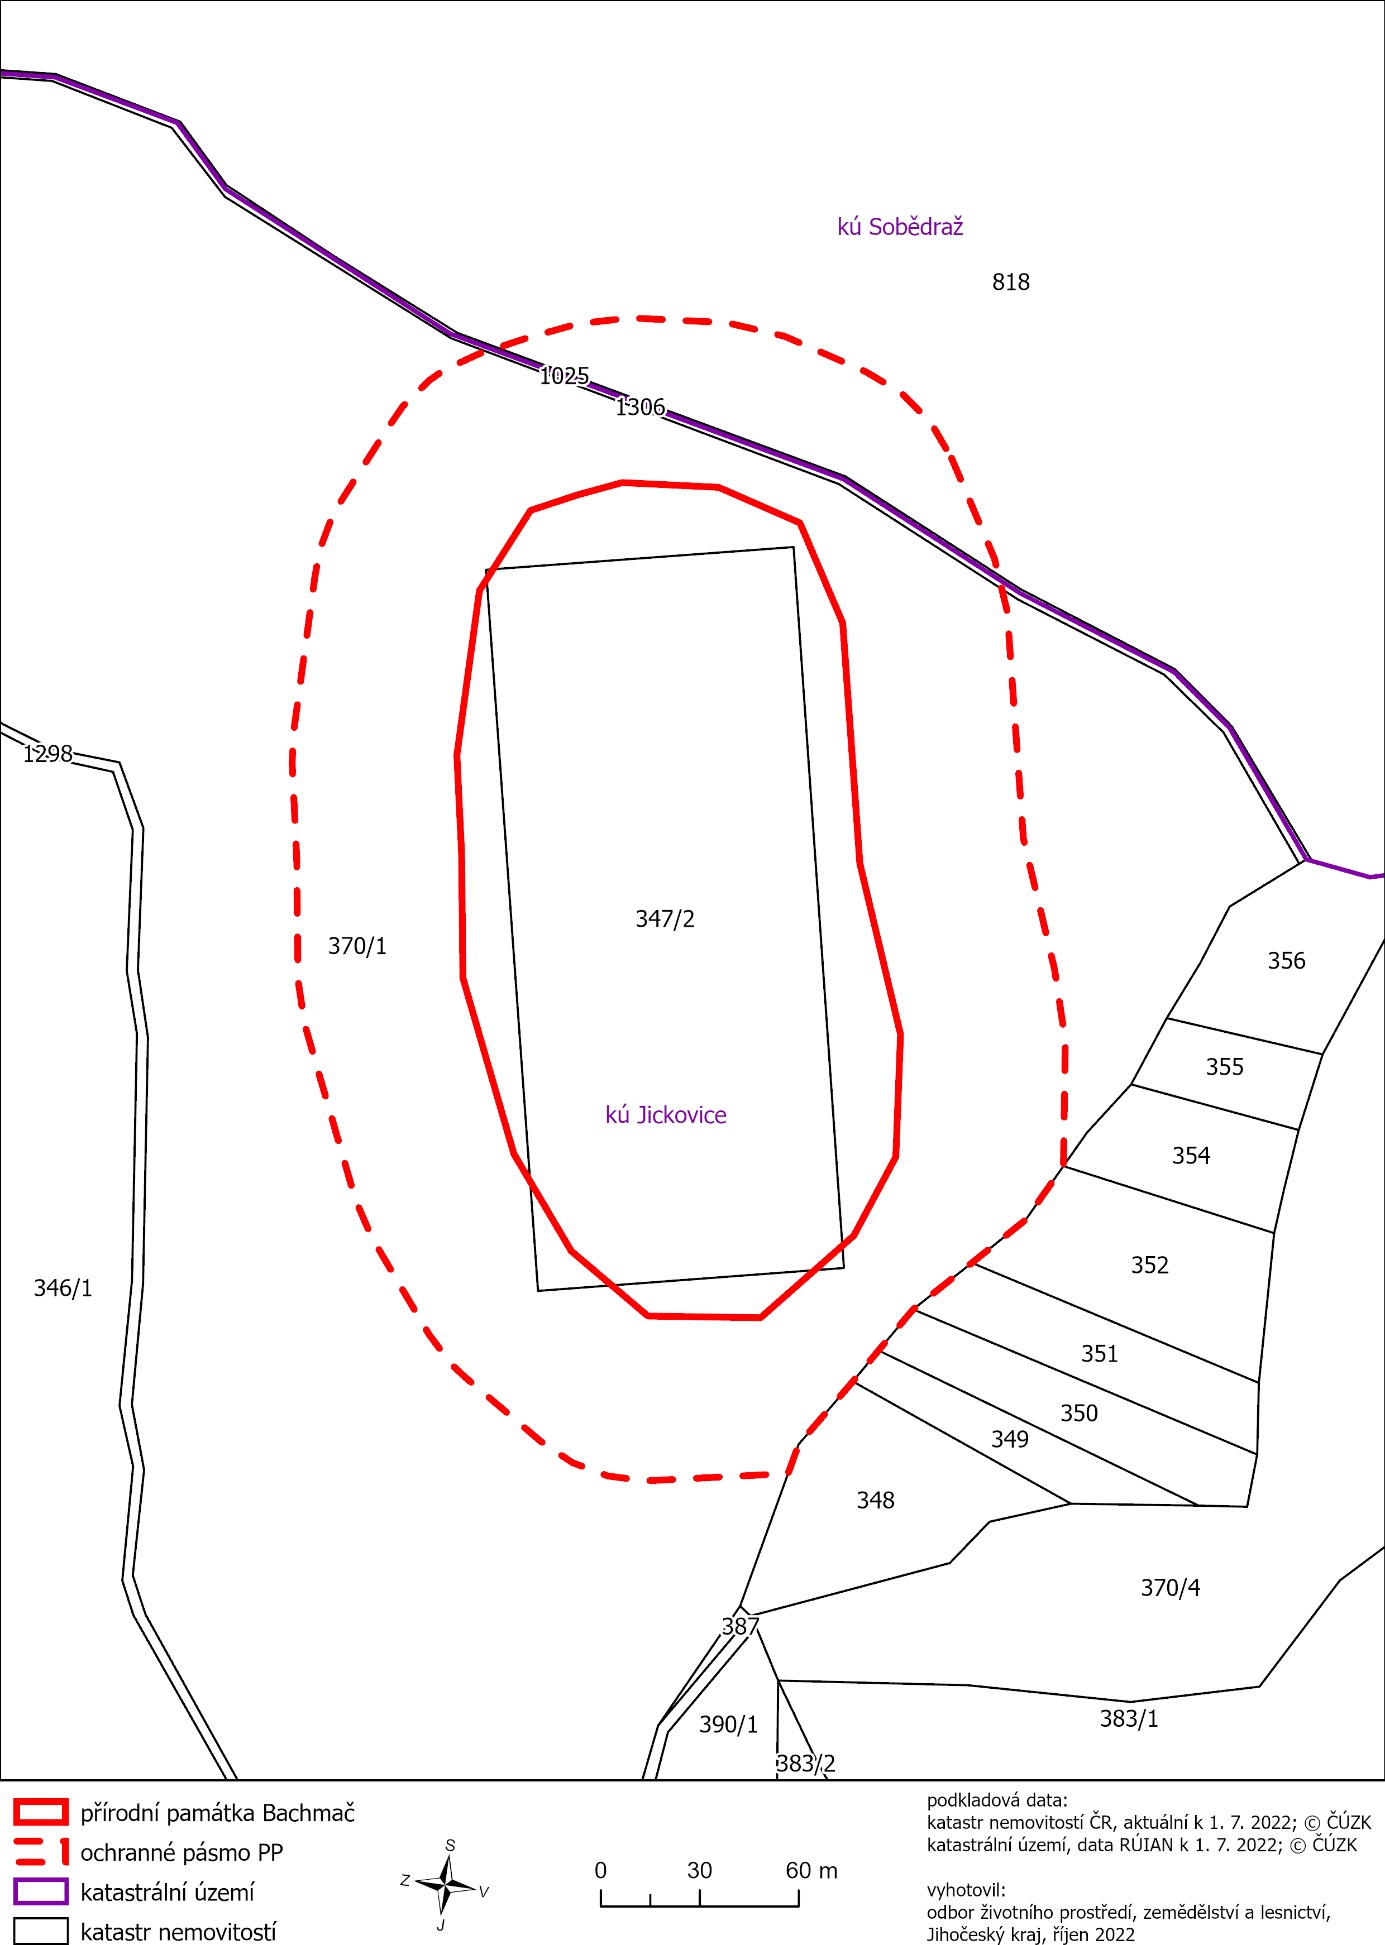 kú Sobědraž
818
1025
1306
1298
347/2
370/1
356
355
kú Jickovice
354
352
346/1
351
350
349
348
370/4
387
390/1
383/1
383/2
přírodní památka Bachmač
ochranné pásmo PP
katastrální území
katastr nemovitostí
S
Z
V
J
0 30 60 m
podkladová data:
katastr nemovitostí ČR, aktuální k 1. 7. 2022; © ČÚZK
katastrální území, data RÚIAN k 1. 7. 2022; © ČÚZK
vyhotovil:
odbor životního prostředí, zemědělství a lesnictví,
Jihočeský kraj, říjen 2022